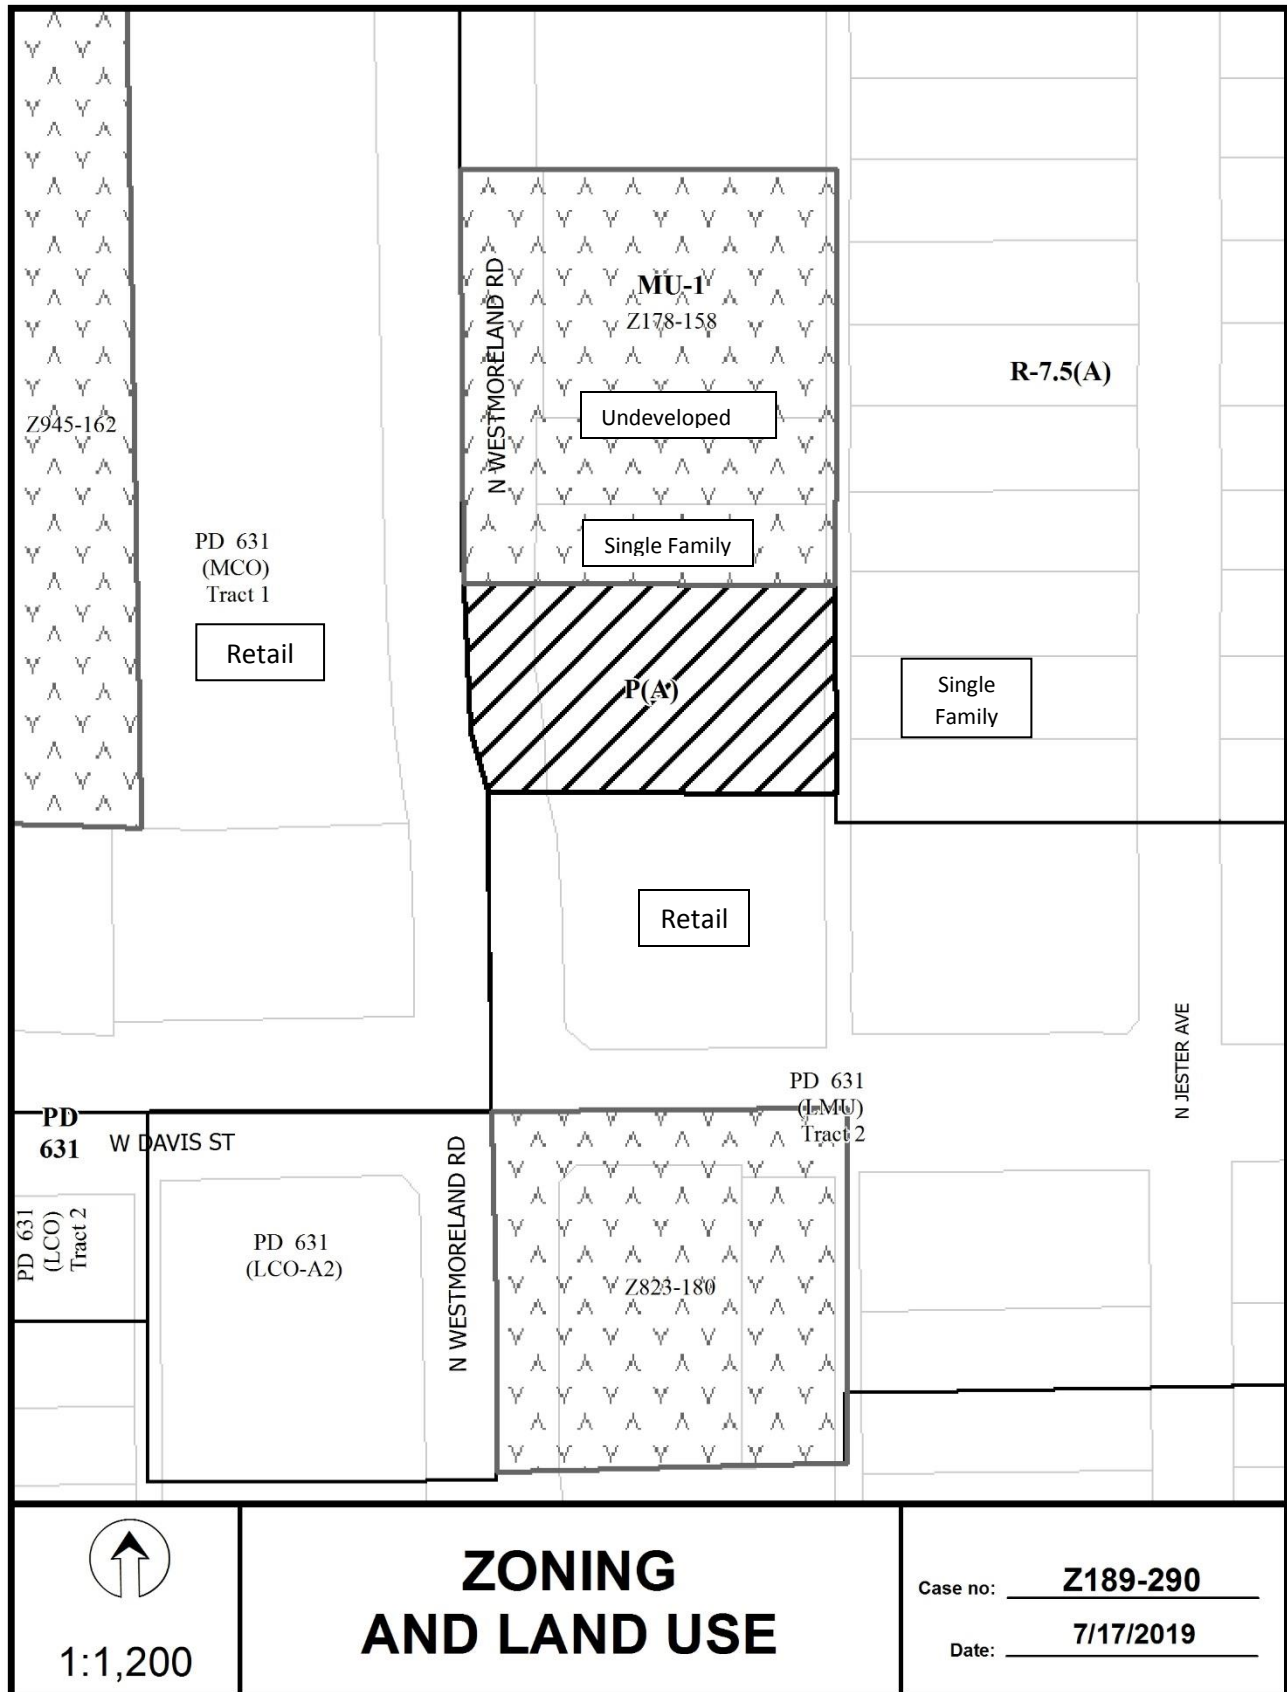 MU-1
Z178-158
N WESTMORELAND RD
R-7.5(A)
Undeveloped
Z945-162
Single Family
PD 631
(MCO)
Tract 1
Retail
P(A)
Single
Family
Retail
N JESTER AVE
PD 631
(LMU)
Tract 2
PD
631
W DAVIS ST
N WESTMORELAND RD
PD 631
(LCO)
Tract 2
PD 631
(LCO-A2)
Z823-180
1:1,200
ZONING
AND LAND USE
Case no: Z189-290
Date: 7/17/2019